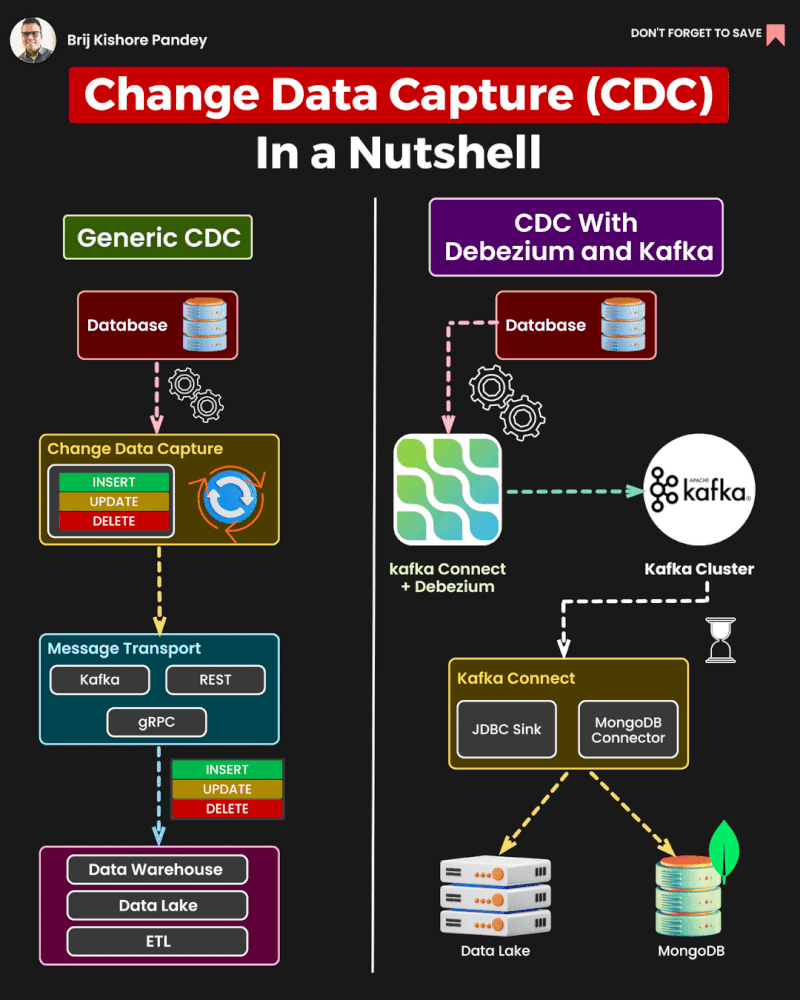 Brij Kishore Pandey
DON'T FORGET TO SAVE
Change Data Capture (CDC)
In a Nutshell
Generic CDC
Database
Change Data Capture
INSERT
UPDATE
DELETE
Message Transport
Kafka
REST
gRPC
INSERT
UPDATE
DELETE
Data Warehouse
Data Lake
ETL
CDC With
Debezium and Kafka
Database
kafka Connect
+ Debezium
APACHE
kafka®
Kafka Cluster
Kafka Connect
JDBC Sink
MongoDB
Connector
Data Lake
MongoDB